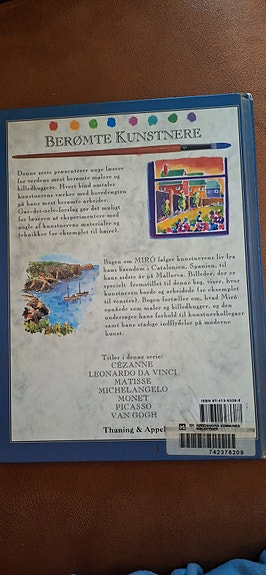 BERØMTE KUNSTNERE
Denne serie præsenterer unge læsere
for verdens mest berømte malere og
billedhuggere. Hvert bind omtaler
kunstnerens værker med hovedvægten
på hans mest berømte arbejder.
Gør-det-selv-forslag gør det muligt
for læseren at eksperimentere med
nogle af kunstnerens materialer og
teknikker (se eksemplet til højre).
Bogen om MIRÓ følger kunstnerens liv fra
hans barndom i Catalonien, Spanien, til
hans sidste år på Mallorca. Billeder, der er
specielt fremstillet til denne bog, viser, hvor
kunstneren boede og arbejdede (se eksemplet
til venstre). Bogen fortæller om, hvad Miró
opnåede som maler og billedhugger, og den
undersøger hans forhold til kunstnerkolleger
samt hans stadige indflydelse på moderne
kunst.
Titler i denne serie:
CÉZANNE
LEONARDO DA VINCI
MATISSE
MICHELANGELO
MONET
PICASSO
VAN GOGH
Thaning & Appel
KOMMUNES
742378209